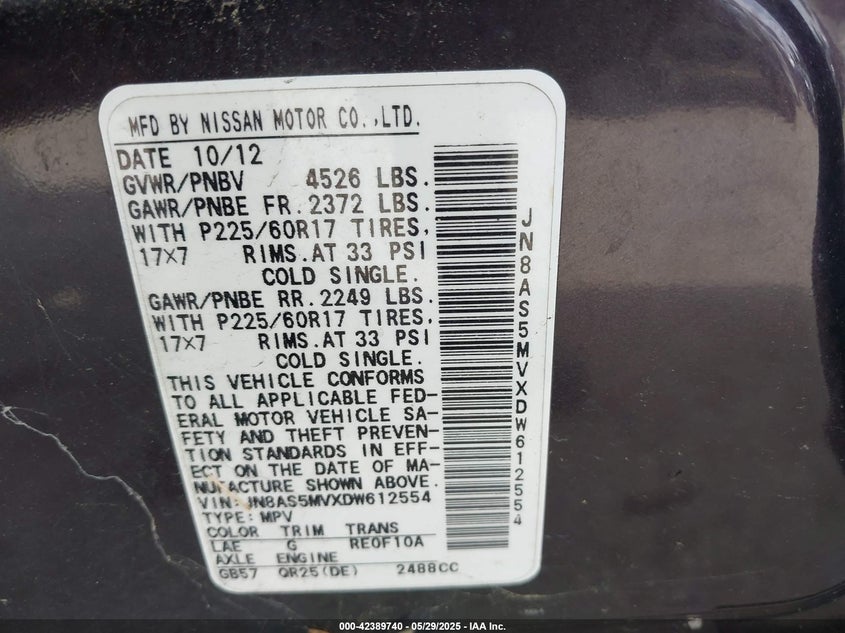 MFD BY NISSAN MOTOR CO.,LTD.
DATE 10/12
GVWR/PNBV 4526 LBS.
GAWR/PNBE FR.2372 LBS.
WITH P225/60R17 TIRES,
17×7 RIMS.AT 33 PSI
COLD SINGLE.
GAWR/PNBE RR.2249 LBS.
WITH P225/60R17 TIRES,
17×7 RIMS.AT 33 PSI
COLD SINGLE.
THIS VEHICLE CONFORMS
TO ALL APPLICABLE FED-
ERAL MOTOR VEHICLE SA-
FETY AND THEFT PREVEN-
TION STANDARDS IN EFF-
ECT ON THE DATE OF MA-
NUFACTURE SHOWN ABOVE.
VIN: JN8AS5MVXDW612554
TYPE:MPV
COLOR TRIM TRANS
LAE G RE0F10A
AXLE ENGINE
GB57 QR25(DE) 2488CC
JN8AS5MVXDW612554
000-42389740 - 05/29/2025 - IAA Inc.